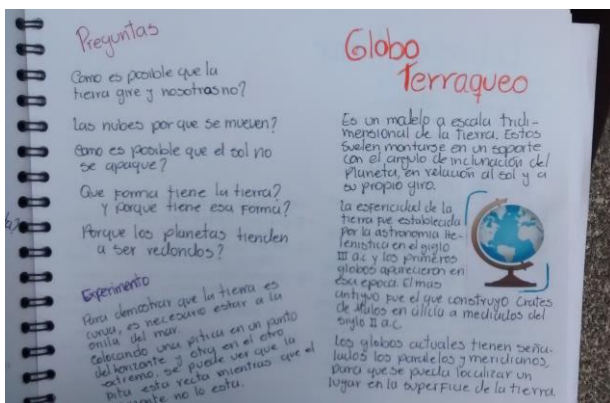 Preguntas
Como es posible que la
tierra gire y nosotras no?
Las nubes por que se mueven?
Como es posible que el sol no
se apague?
Que forma tiene la tierra?
y porque tiene esa forma?
Porque los planetas tienden
a ser redondos?
Experimento
Para demostrar que la tierra es
curva, es necesario estar a la
orilla del mar.
Colocando una pitica en un punto
del horizonte y otra en el otro
extremo. se puede ver que la
pita esta recta mientras que el
no lo esta.
Globo
Terraqueo
Es un modelo a escala tridi-
mensional de la tierra. Estos
suelen montarse en un soporte
con el angulo de inclinación del
planeta, en relación al sol y a
su propio giro.
La esfericidad de la
tierra fue establecida
por la astronomia He-
lenistica en el siglo
III a.c y los primeros
globos aparecieron en
esa epoca. El mas
antiguo fue el que construyo Crates
de Malos en cilicia a mediados del
siglo II a.c.
Los globos actuales tienen seña-
lados los paralelos y meridianos,
para que se pueda localizar un
lugar en la superficie de la tierra.